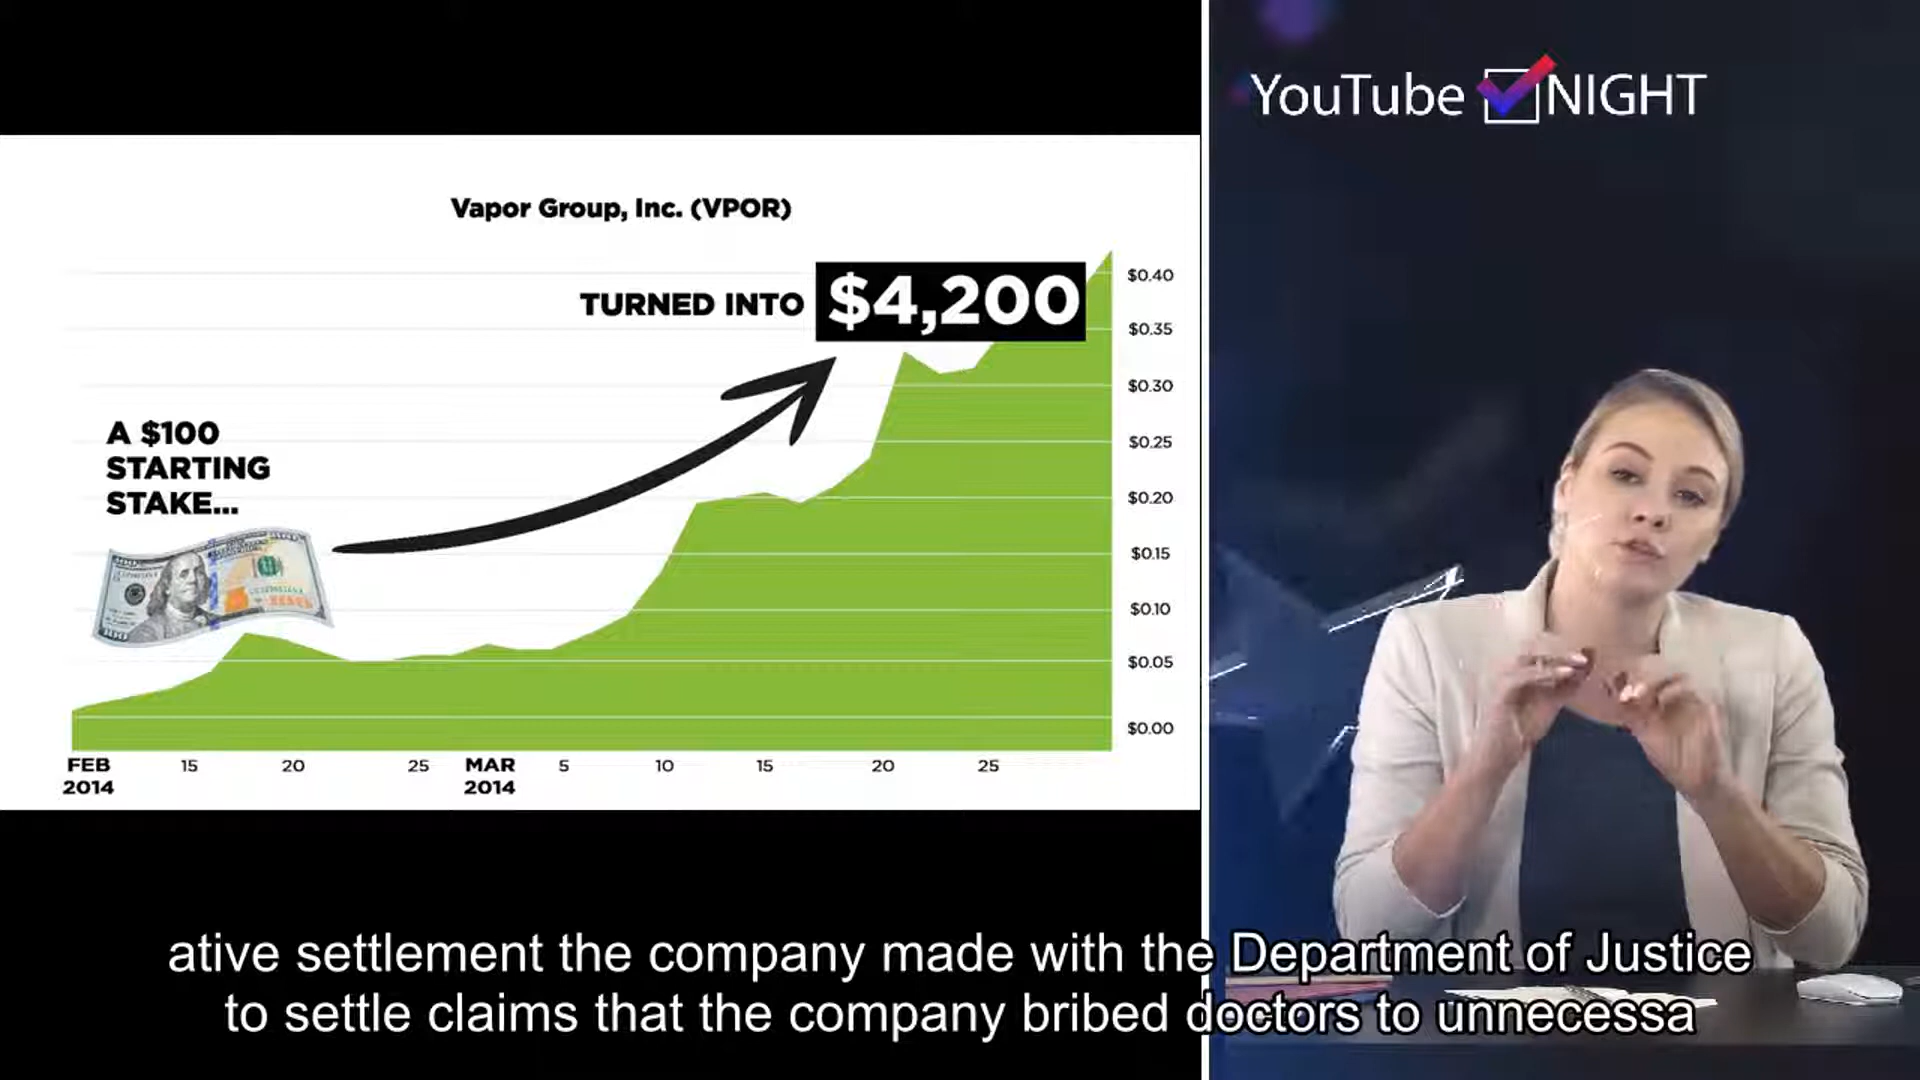 YouTube NIGHT
Vapor Group, Inc. (VPOR)
TURNED INTO $4,200
A $100
STARTING
STAKE...
$0.40
$0.35
$0.30
$0.25
$0.20
$0.15
$0.10
$0.05
$0.00
FEB 15 20 25 MAR 5 10 15 20 25
2014 2014
ative settlement the company made with the Department of Justice
to settle claims that the company bribed doctors to unnecessa